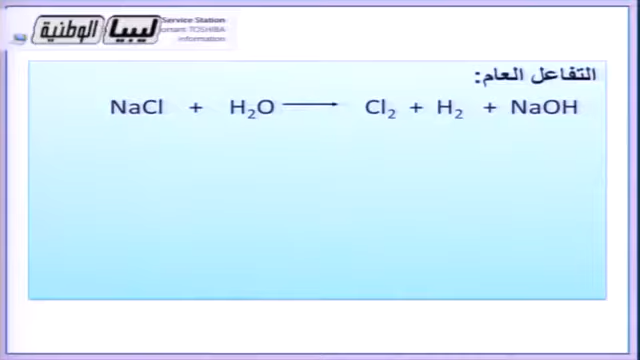 ليبيا الوطنية
Service Station
TOSHIBA
information
التفاعل العام:
NaCl + H₂O ⟶ Cl₂ + H₂ + NaOH